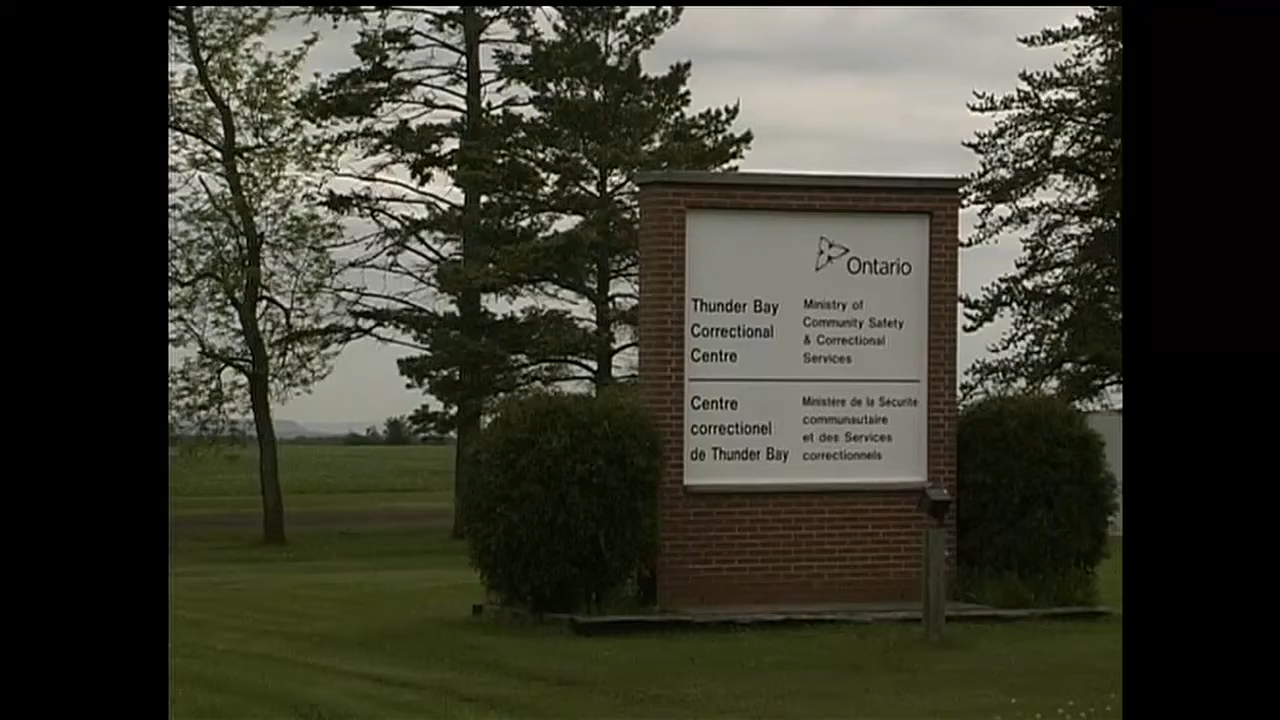 Ontario
Thunder Bay
Correctional
Centre
Ministry of
Community Safety
& Correctional
Services
Centre
correctionel
de Thunder Bay
Ministère de la Sécurité
communautaire
et des Services
correctionnels